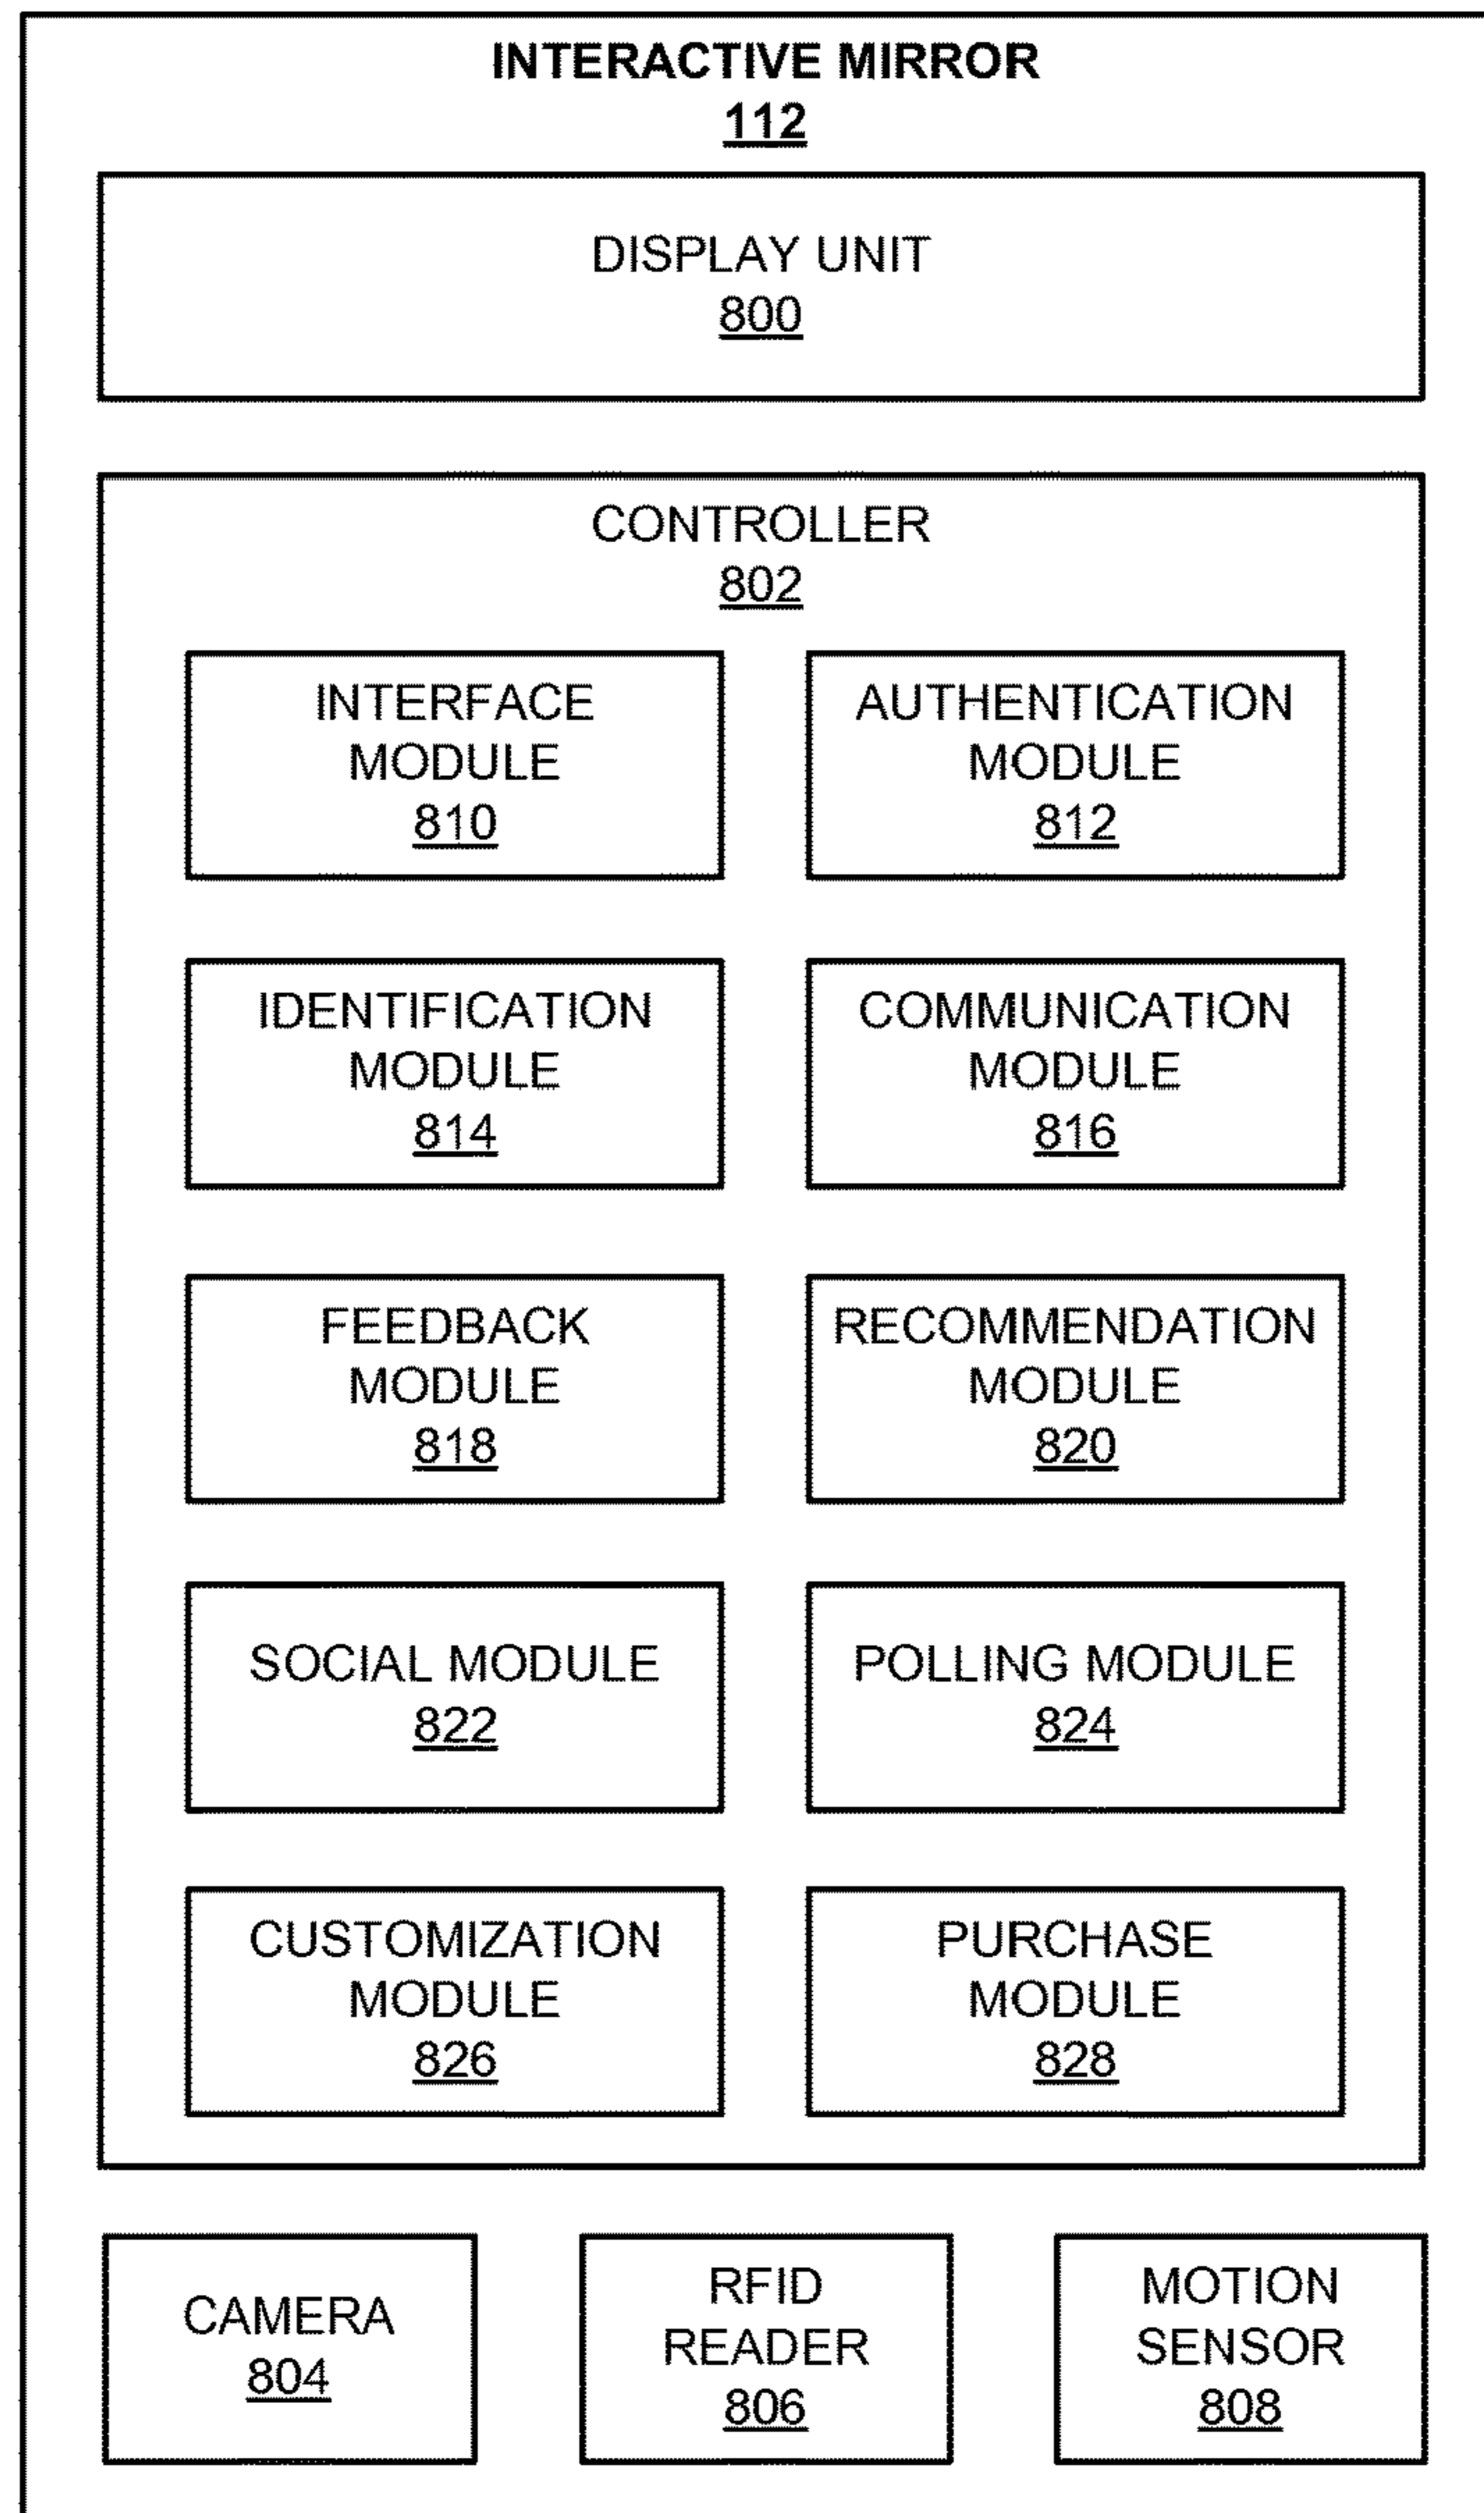 INTERACTIVE MIRROR
112
DISPLAY UNIT
800
CONTROLLER
802
INTERFACE
MODULE
810
AUTHENTICATION
MODULE
812
IDENTIFICATION
MODULE
814
COMMUNICATION
MODULE
816
FEEDBACK
MODULE
818
RECOMMENDATION
MODULE
820
SOCIAL MODULE
822
POLLING MODULE
824
CUSTOMIZATION
MODULE
826
PURCHASE
MODULE
828
CAMERA
804
RFID
READER
806
MOTION
SENSOR
808